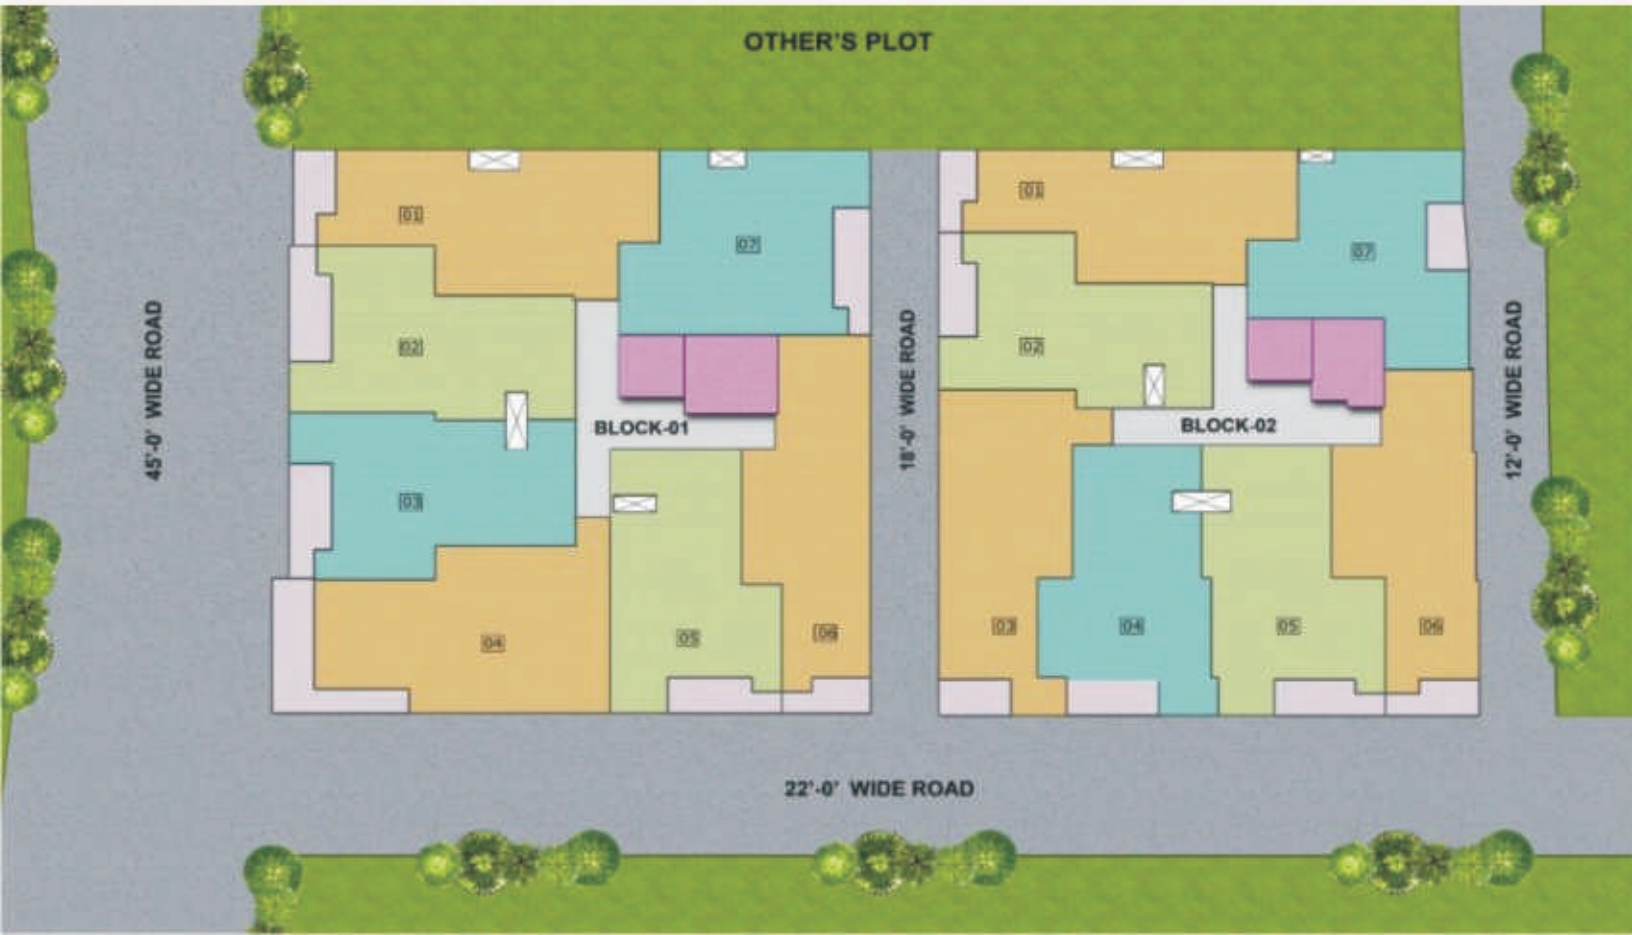 OTHER'S PLOT
01
07
02
03
04
05
06
BLOCK-01
01
07
02
03
04
05
06
BLOCK-02
45'-0' WIDE ROAD
18'-0' WIDE ROAD
12'-0' WIDE ROAD
22'-0' WIDE ROAD